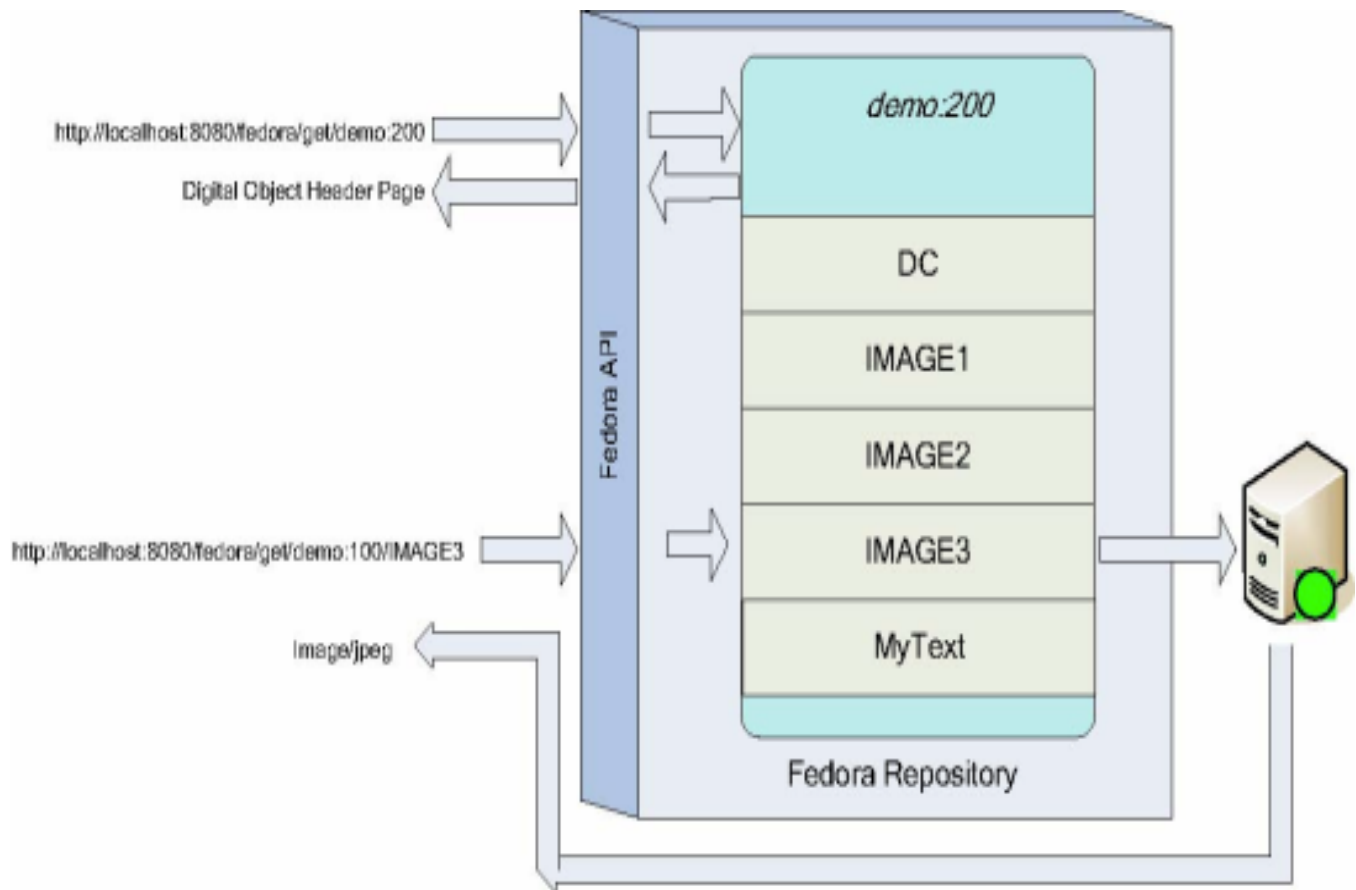 demo:200
http://localhost:8080/fedora/get/demo:200
Digital Object Header Page
DC
IMAGE1
Fedora API
IMAGE2
http://localhost:8080/fedora/get/demo:100/IMAGE3
IMAGE3
Image/jpeg
MyText
Fedora Repository